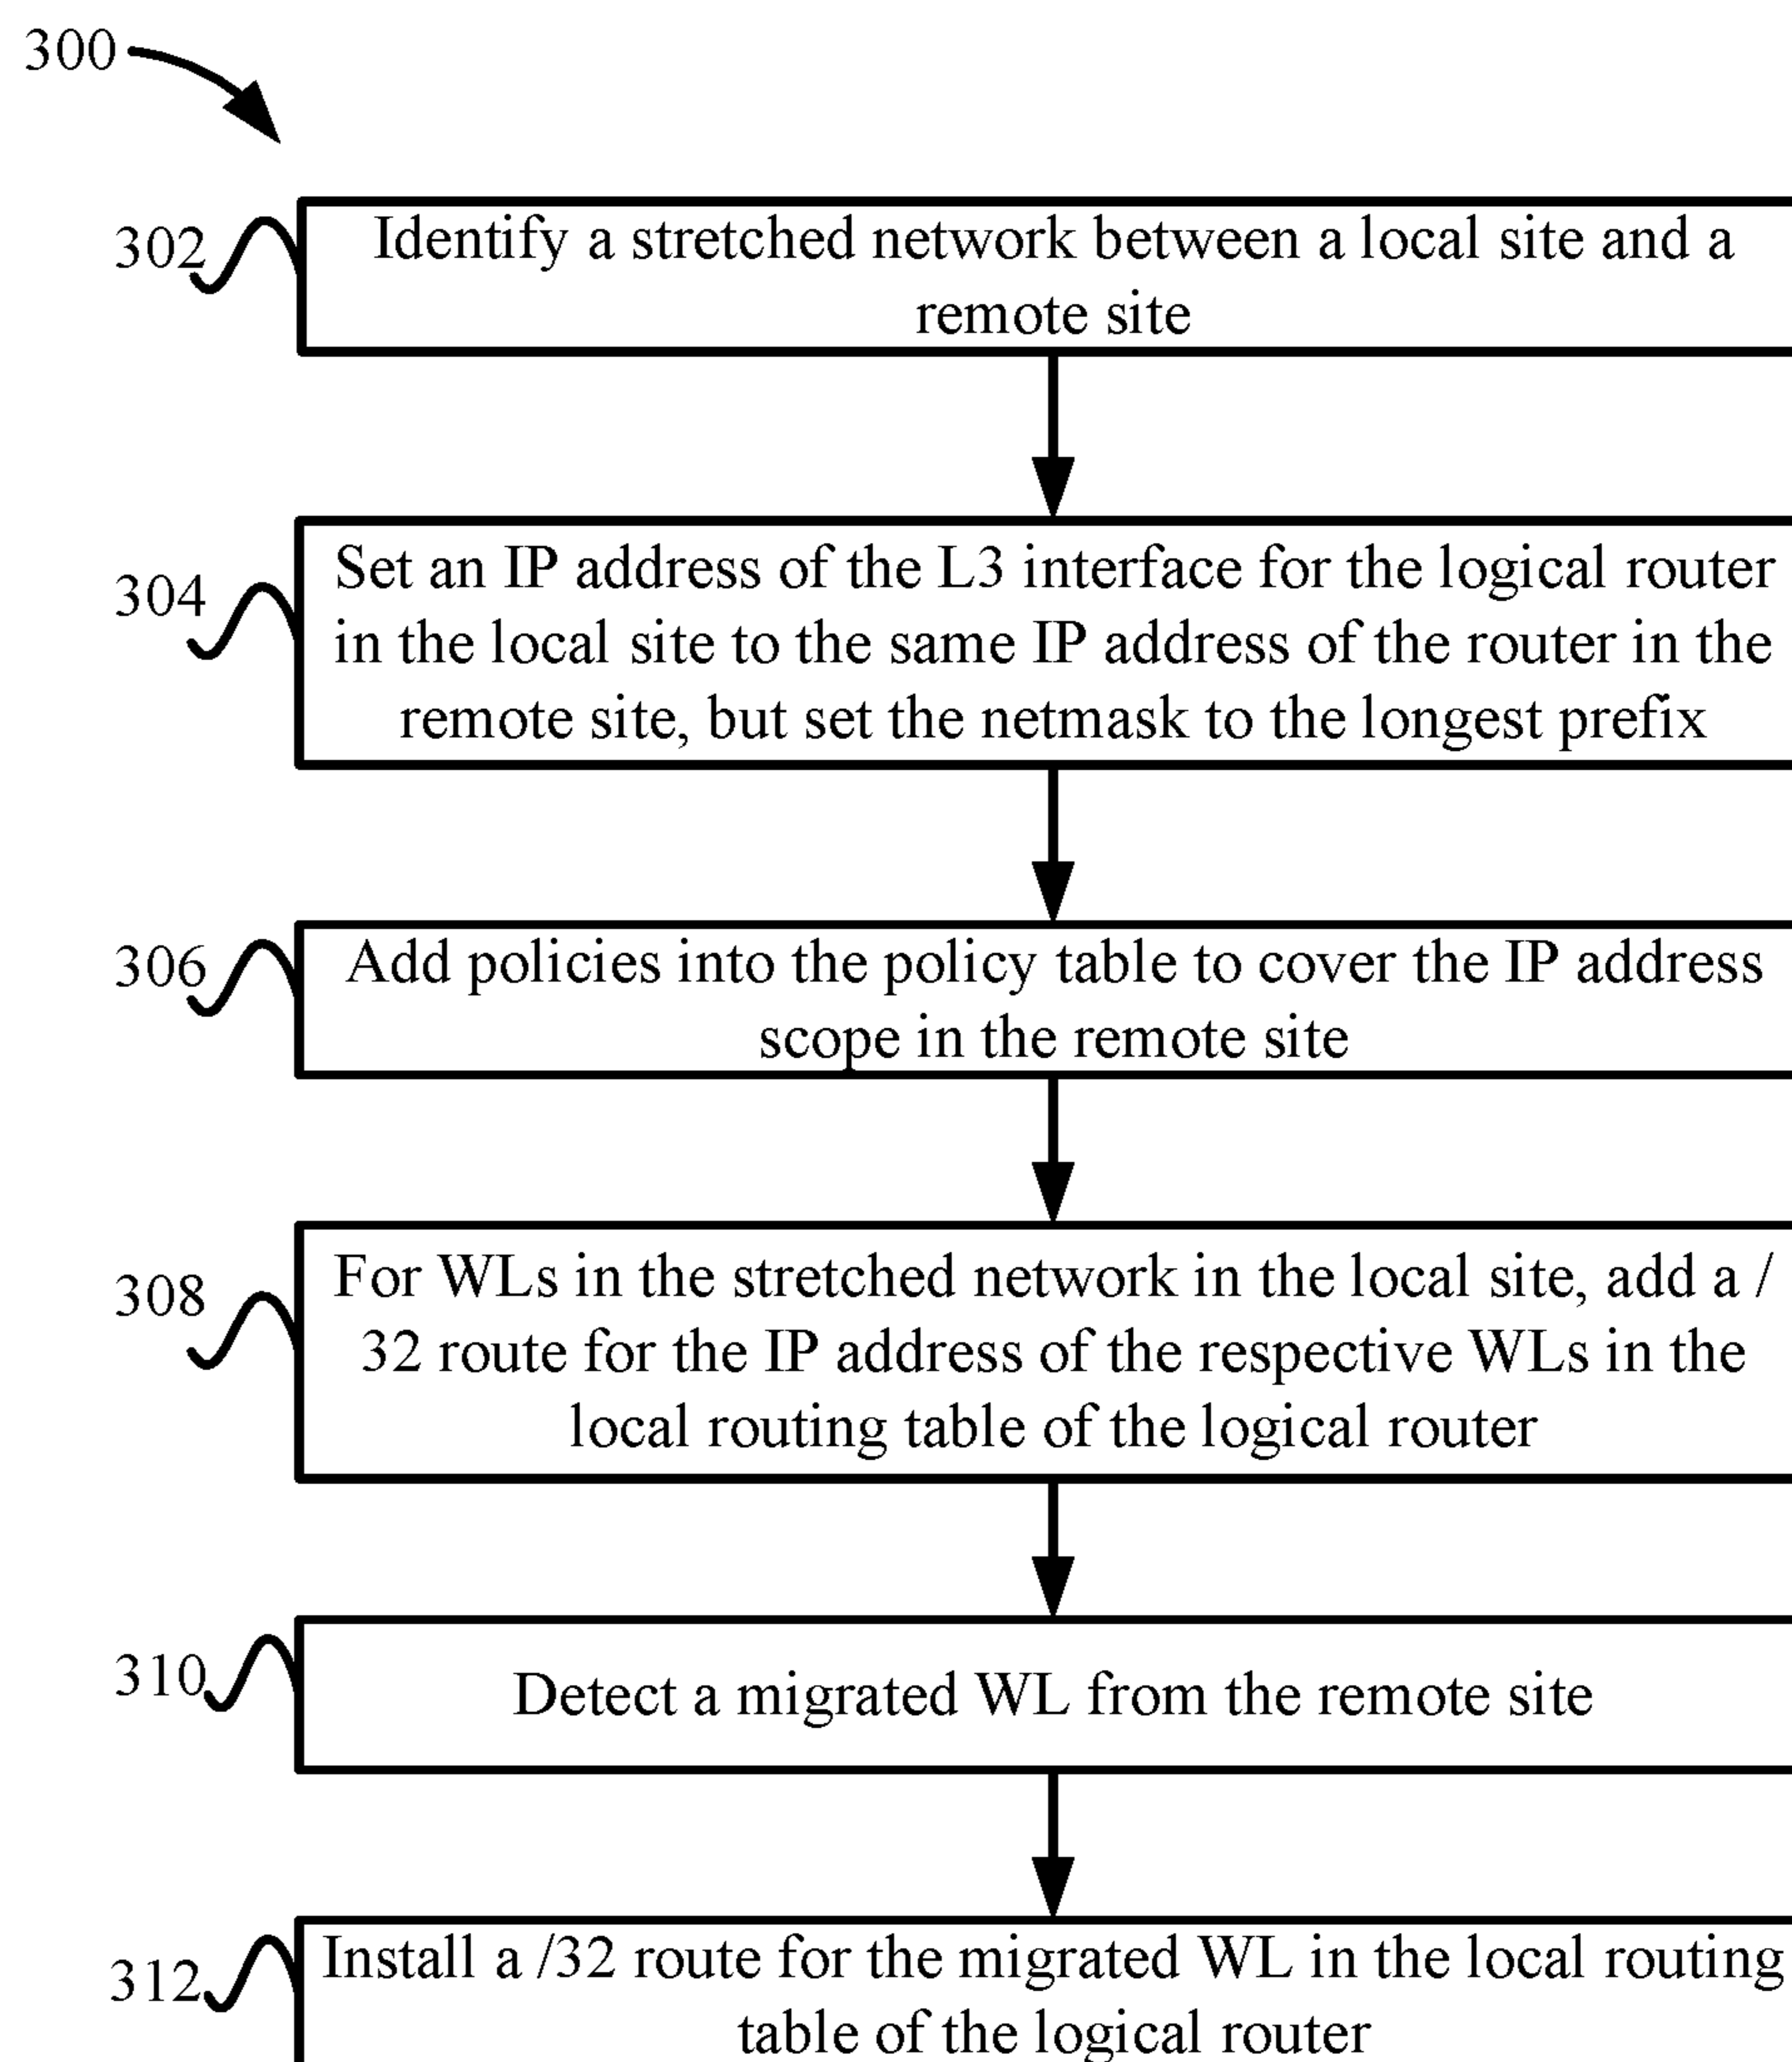 300
302
Identify a stretched network between a local site and a
remote site
304
Set an IP address of the L3 interface for the logical router
in the local site to the same IP address of the router in the
remote site, but set the netmask to the longest prefix
306
Add policies into the policy table to cover the IP address
scope in the remote site
308
For WLs in the stretched network in the local site, add a /
32 route for the IP address of the respective WLs in the
local routing table of the logical router
310
Detect a migrated WL from the remote site
312
Install a /32 route for the migrated WL in the local routing
table of the logical router